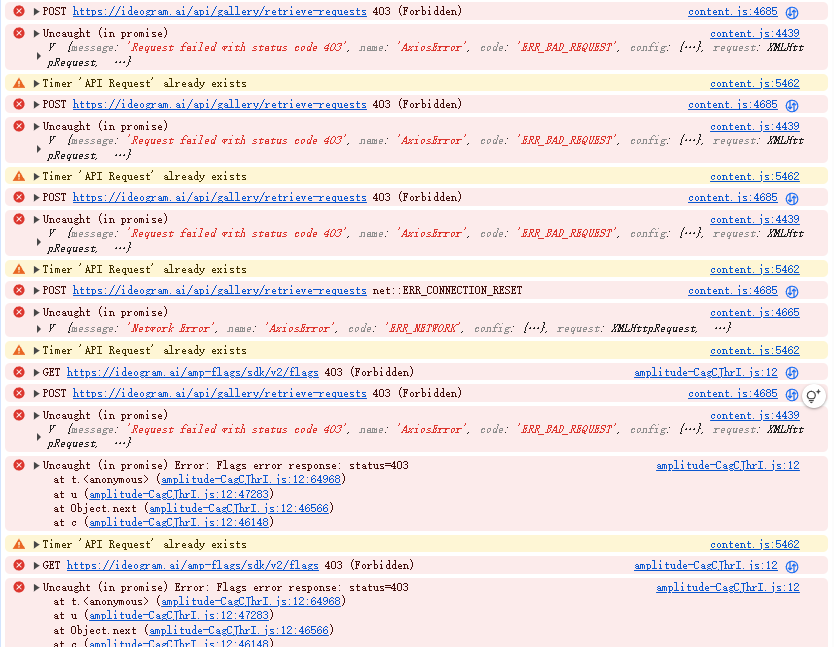 POST https://ideogram.ai/api/gallery/retrieve-requests 403 (Forbidden) content.js:4685
Uncaught (in promise) content.js:4439
V {message: 'Request failed with status code 403', name: 'AxiosError', code: 'ERR_BAD_REQUEST', config: {…}, request: XMLHtt
pRequest, …}
Timer 'API Request' already exists content.js:5462
POST https://ideogram.ai/api/gallery/retrieve-requests 403 (Forbidden) content.js:4685
Uncaught (in promise) content.js:4439
V {message: 'Request failed with status code 403', name: 'AxiosError', code: 'ERR_BAD_REQUEST', config: {…}, request: XMLHtt
pRequest, …}
Timer 'API Request' already exists content.js:5462
POST https://ideogram.ai/api/gallery/retrieve-requests 403 (Forbidden) content.js:4685
Uncaught (in promise) content.js:4439
V {message: 'Request failed with status code 403', name: 'AxiosError', code: 'ERR_BAD_REQUEST', config: {…}, request: XMLHtt
pRequest, …}
Timer 'API Request' already exists content.js:5462
POST https://ideogram.ai/api/gallery/retrieve-requests net::ERR_CONNECTION_RESET content.js:4685
Uncaught (in promise) content.js:4665
V {message: 'Network Error', name: 'AxiosError', code: 'ERR_NETWORK', config: {…}, request: XMLHttpRequest, …}
Timer 'API Request' already exists content.js:5462
GET https://ideogram.ai/amp-flags/sdk/v2/flags 403 (Forbidden) amplitude-CagCJhrI.js:12
POST https://ideogram.ai/api/gallery/retrieve-requests 403 (Forbidden) content.js:4685
Uncaught (in promise) content.js:4439
V {message: 'Request failed with status code 403', name: 'AxiosError', code: 'ERR_BAD_REQUEST', config: {…}, request: XMLHtt
pRequest, …}
Uncaught (in promise) Error: Flags error response: status=403 amplitude-CagCJhrI.js:12
at t.<anonymous> (amplitude-CagCJhrI.js:12:64968)
at u (amplitude-CagCJhrI.js:12:47283)
at Object.next (amplitude-CagCJhrI.js:12:46566)
at c (amplitude-CagCJhrI.js:12:46148)
Timer 'API Request' already exists content.js:5462
GET https://ideogram.ai/amp-flags/sdk/v2/flags 403 (Forbidden) amplitude-CagCJhrI.js:12
Uncaught (in promise) Error: Flags error response: status=403 amplitude-CagCJhrI.js:12
at t.<anonymous> (amplitude-CagCJhrI.js:12:64968)
at u (amplitude-CagCJhrI.js:12:47283)
at Object.next (amplitude-CagCJhrI.js:12:46566)
at c (amplitude-CagCJhrI.js:12:46148)